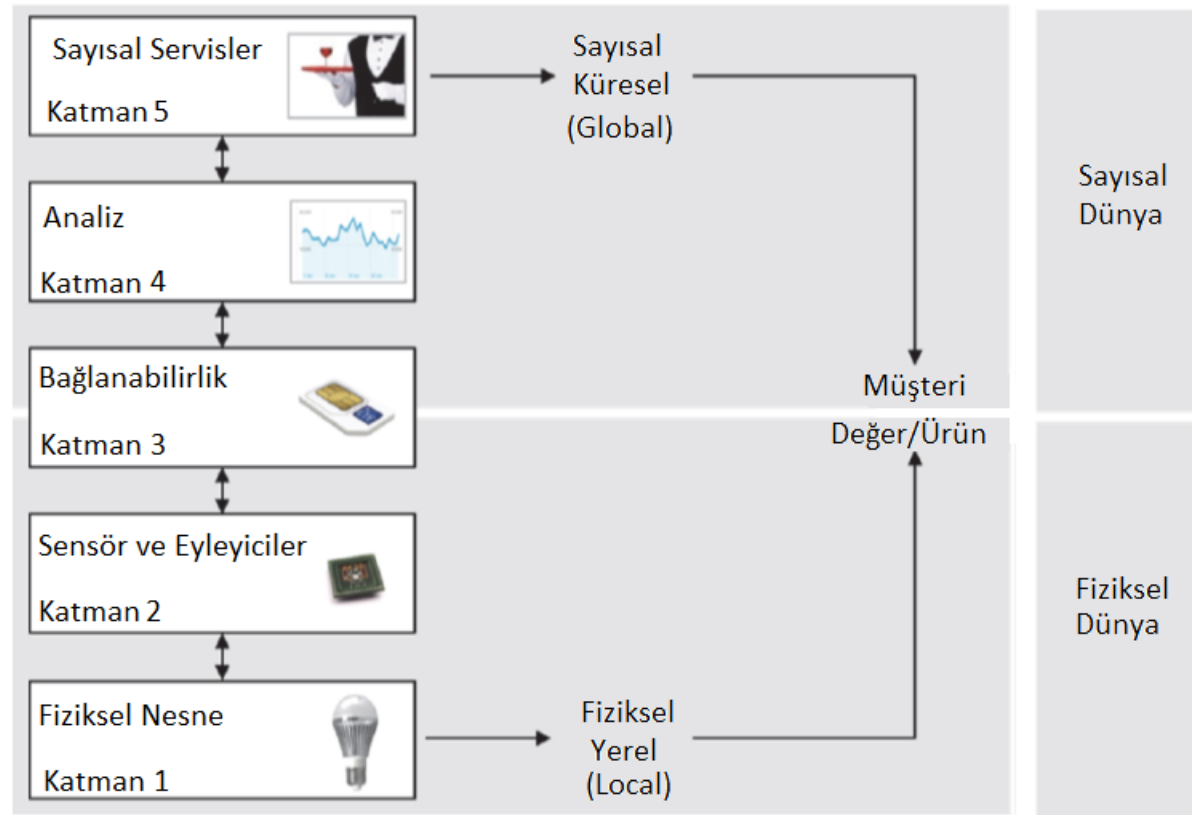 Sayısal Servisler
Katman 5
Sayısal
Küresel
(Global)
Analiz
Katman 4
Bağlanabilirlik
Katman 3
Müşteri
Değer/Ürün
Sensör ve Eyleyiciler
Katman 2
Fiziksel Nesne
Katman 1
Fiziksel
Yerel
(Local)
Sayısal
Dünya
Fiziksel
Dünya